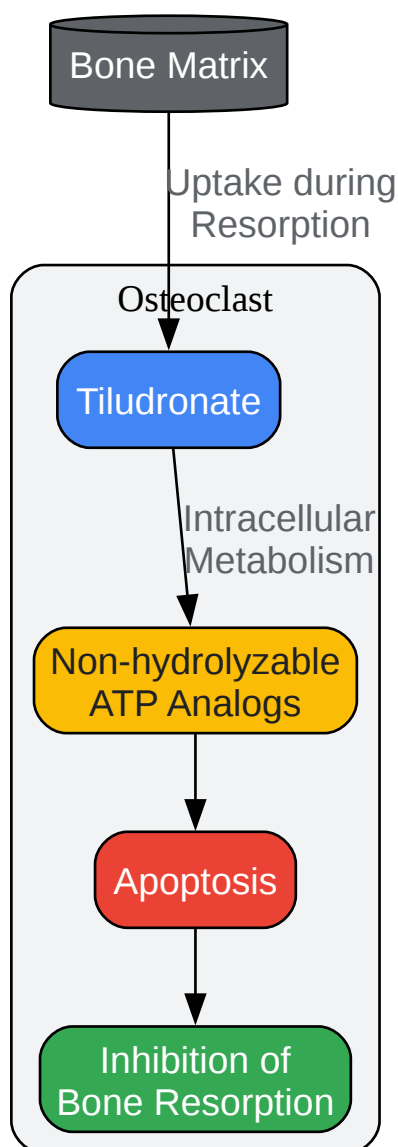 Bone Matrix
Uptake during
Resorption
Osteoclast
Tiludronate
Intracellular
Metabolism
Non-hydrolyzable
ATP Analogs
Apoptosis
Inhibition of
Bone Resorption